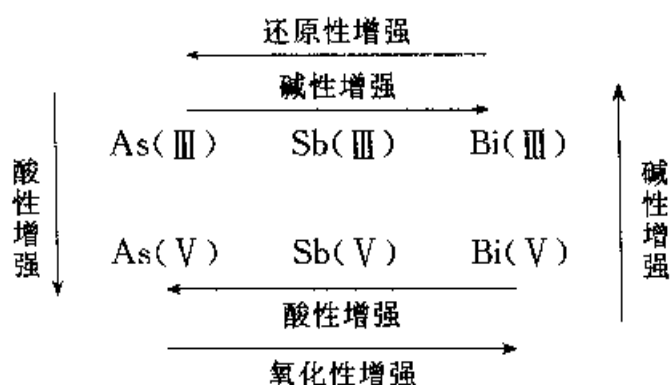 还原性增强
碱性增强
As(Ⅲ) Sb(Ⅲ) Bi(Ⅲ)
酸性增强
碱性增强
As(Ⅴ) Sb(Ⅴ) Bi(Ⅴ)
酸性增强
氧化性增强